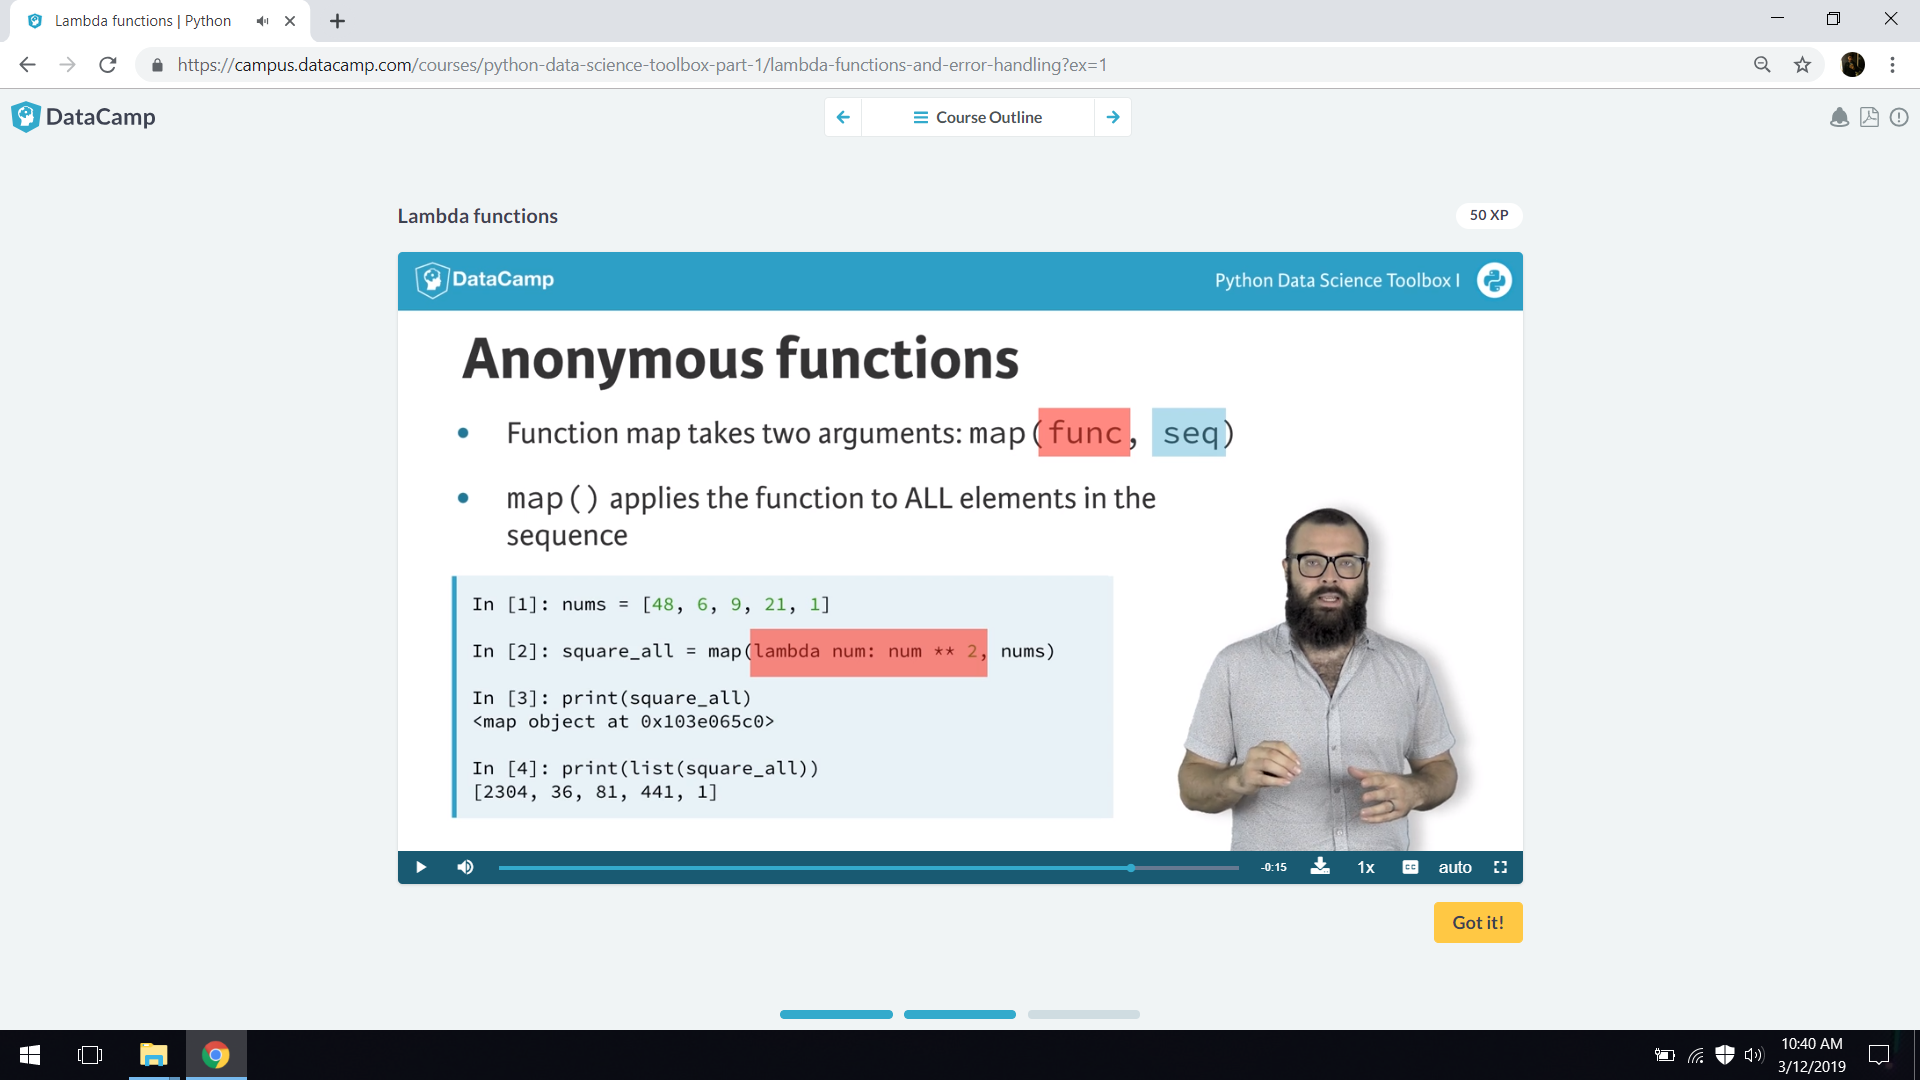 Lambda functions | Python
https://campus.datacamp.com/courses/python-data-science-toolbox-part-1/lambda-functions-and-error-handling?ex=1
DataCamp
Course Outline
Lambda functions
50 XP
DataCamp
Python Data Science Toolbox I
Anonymous functions
• Function map takes two arguments: map(func, seq)
• map() applies the function to ALL elements in the
sequence
In [1]: nums = [48, 6, 9, 21, 1]
In [2]: square_all = map(lambda num: num ** 2, nums)
In [3]: print(square_all)
<map object at 0x103e065c0>
In [4]: print(list(square_all))
[2304, 36, 81, 441, 1]
-0:15
1x
CC
auto
Got it!
10:40 AM
3/12/2019